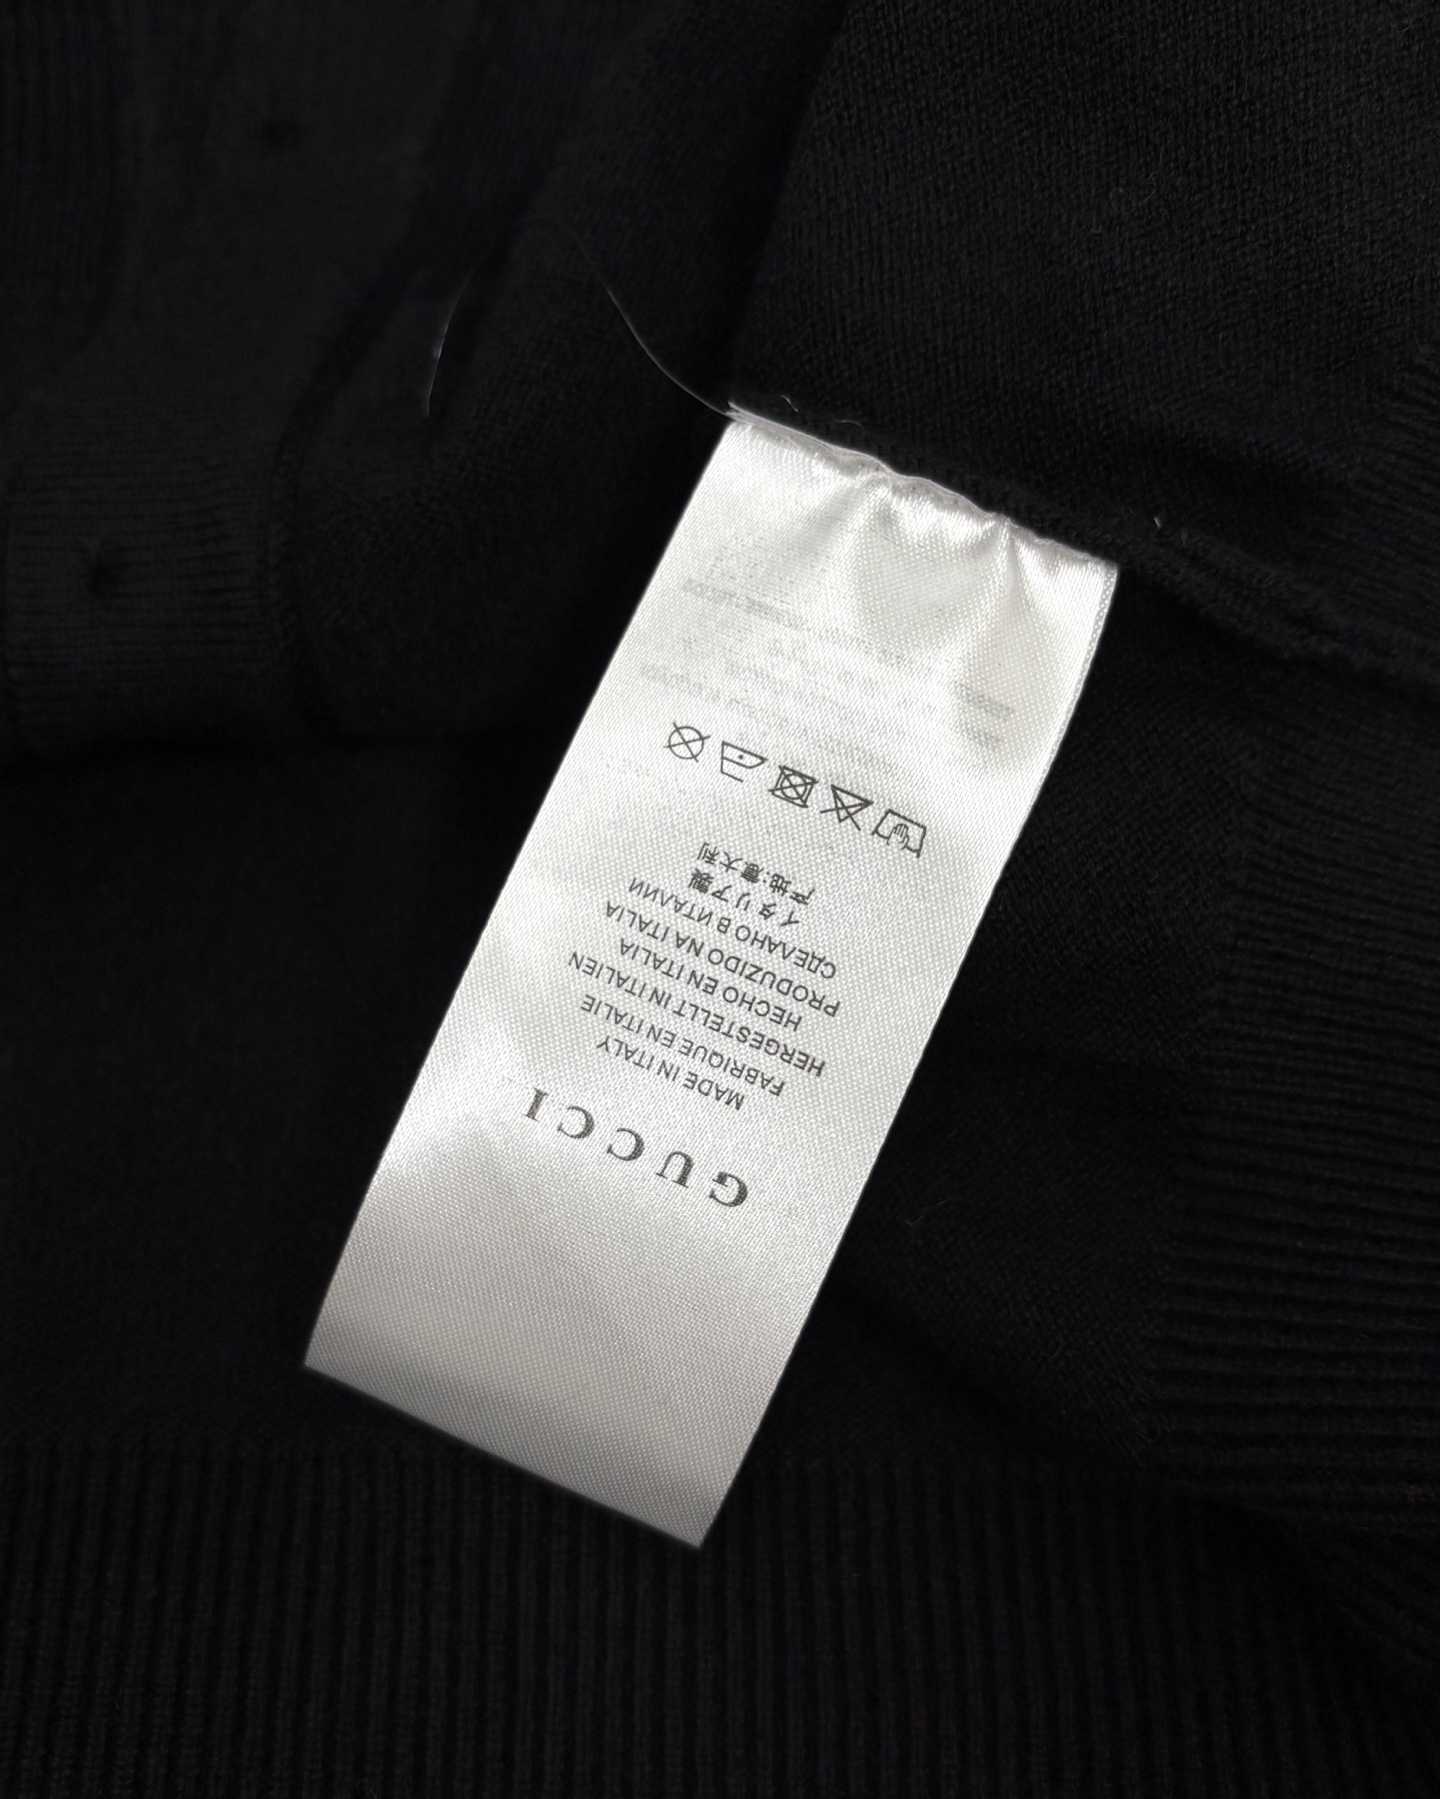 GUCCI
MADE IN ITALY
FABRIQUE EN ITALIE
HERGESTELLT IN ITALIEN
HECHO EN ITALIA
PRODUZIDO NA ITALIA
СДЕЛАНО В ИТАЛИИ
イタリア製
产地:意大利